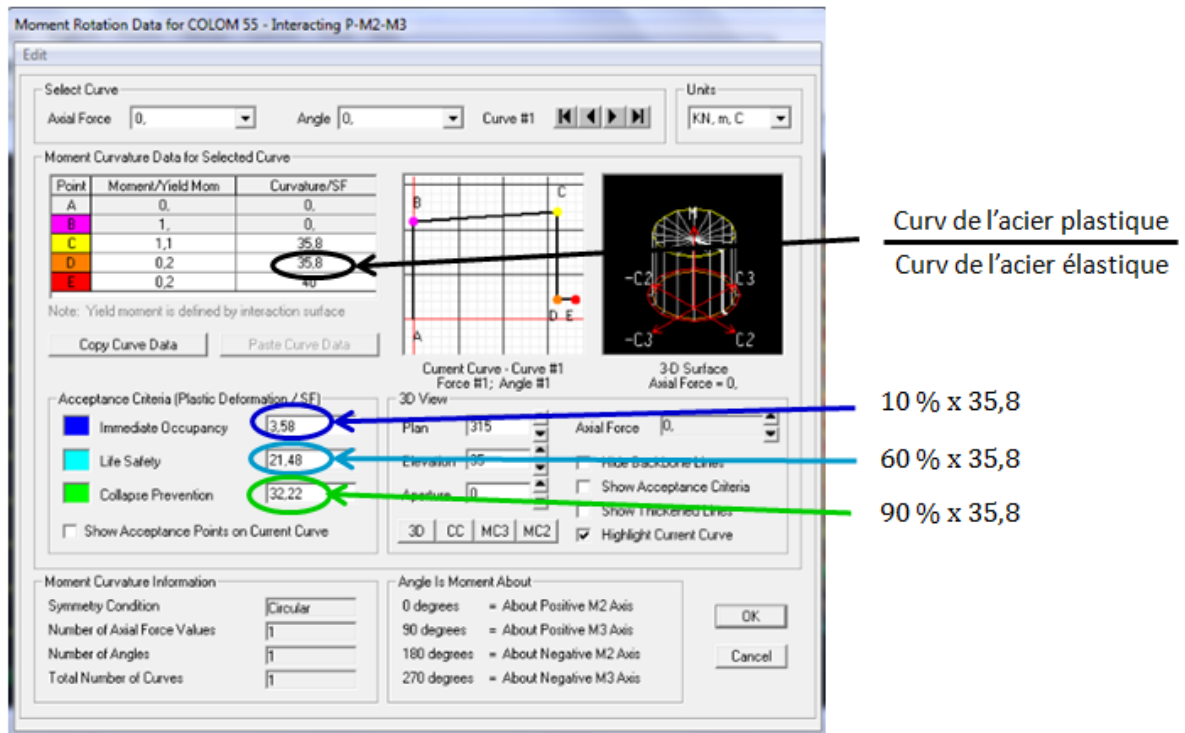 Moment Rotation Data for COLOM 55 - Interacting P-M2-M3
Edit
Select Curve
Axial Force 0, Angle 0, Curve #1
Units
KN, m, C
Moment Curvature Data for Selected Curve
Point Moment/Yield Mom Curvature/SF
A 0, 0,
B 1, 0,
C 1,1 35,8
D 0,2 35,8
E 0,2 40
Note: Yield moment is defined by interaction surface
Copy Curve Data Paste Curve Data
B C
D E
A
Current Curve - Curve #1
Force #1; Angle #1
M
-C2 C3
-C3 C2
3-D Surface
Axial Force = 0,
Curv de l'acier plastique
Curv de l'acier élastique
Acceptance Criteria (Plastic Deformation / SF)
Immediate Occupancy 3,58
Life Safety 21,48
Collapse Prevention 32,22
Show Acceptance Points on Current Curve
3D View
Plan 315 Axial Force 0,
Elevation 35 Hide Backbone Lines
Aperture 0 Show Acceptance Criteria
Show Thickened Lines
3D CC MC3 MC2 Highlight Current Curve
10 % x 35,8
60 % x 35,8
90 % x 35,8
Moment Curvature Information
Symmetry Condition Circular
Number of Axial Force Values 1
Number of Angles 1
Total Number of Curves 1
Angle Is Moment About
0 degrees = About Positive M2 Axis
90 degrees = About Positive M3 Axis
180 degrees = About Negative M2 Axis
270 degrees = About Negative M3 Axis
OK
Cancel